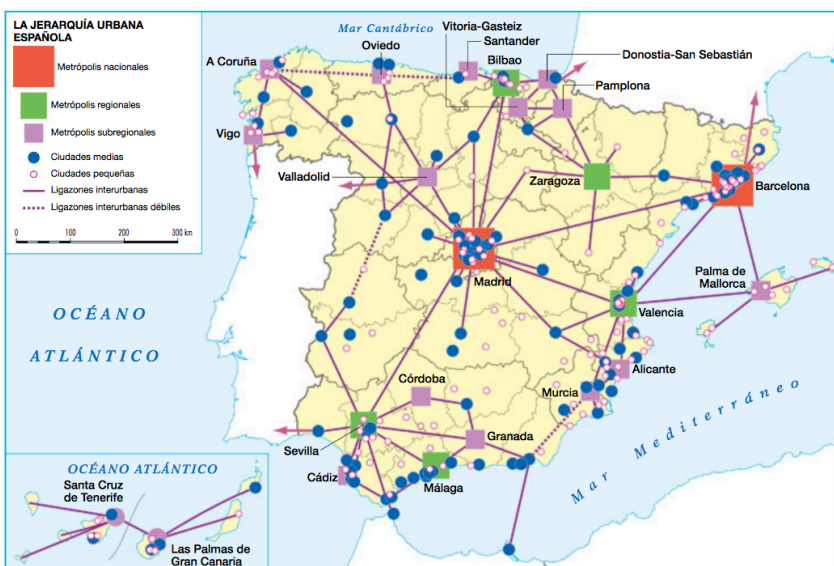 LA JERARQUÍA URBANA
ESPAÑOLA
Metrópolis nacionales
Metrópolis regionales
Metrópolis subregionales
Ciudades medias
Ciudades pequeñas
Ligazones interurbanas
Ligazones interurbanas débiles
0 100 200 300 km
Mar Cantábrico
Vitoria-Gasteiz
Santander
Oviedo
Bilbao
Donostia-San Sebastián
A Coruña
Pamplona
Vigo
Valladolid
Zaragoza
Barcelona
Madrid
Palma de
Mallorca
Valencia
OCÉANO
ATLÁNTICO
Alicante
Córdoba
Murcia
Mar Mediterráneo
Granada
Sevilla
Cádiz
Málaga
OCÉANO ATLÁNTICO
Santa Cruz
de Tenerife
Las Palmas de
Gran Canaria